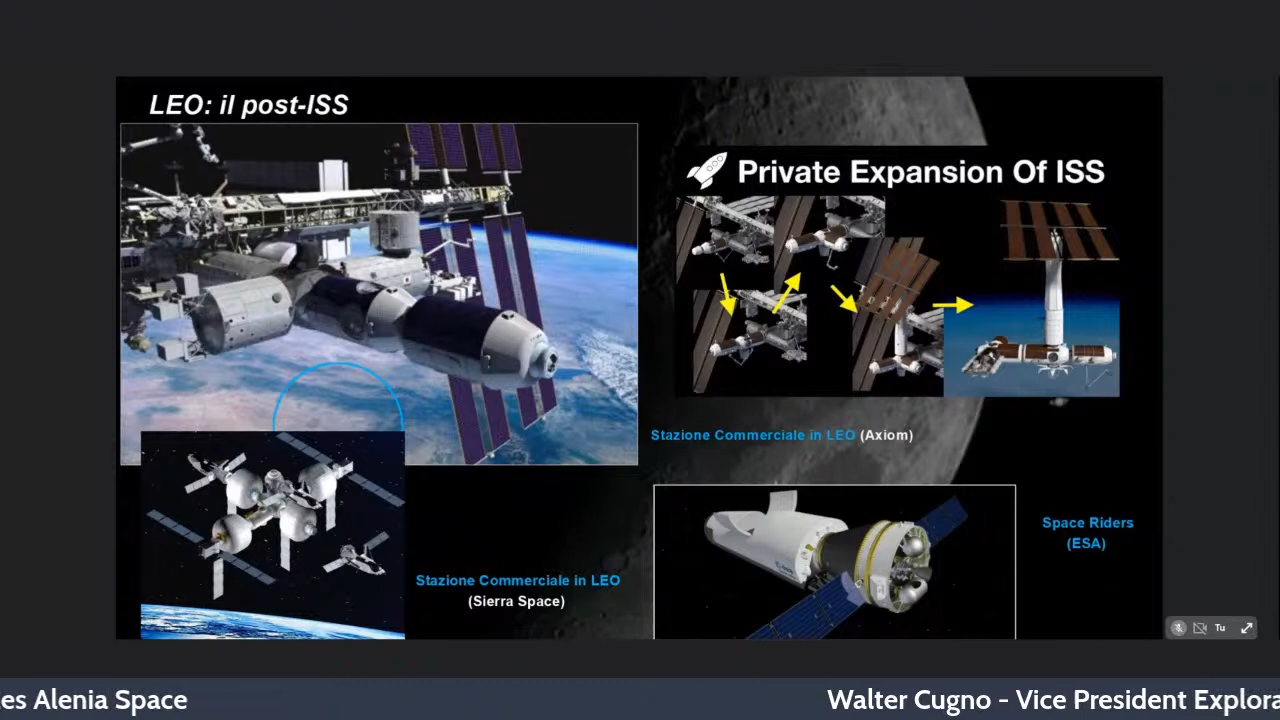 LEO: il post-ISS
Private Expansion Of ISS
Stazione Commerciale in LEO (Axiom)
Space Riders
(ESA)
Stazione Commerciale in LEO
(Sierra Space)
Tu
es Alenia Space
Walter Cugno - Vice President Explora